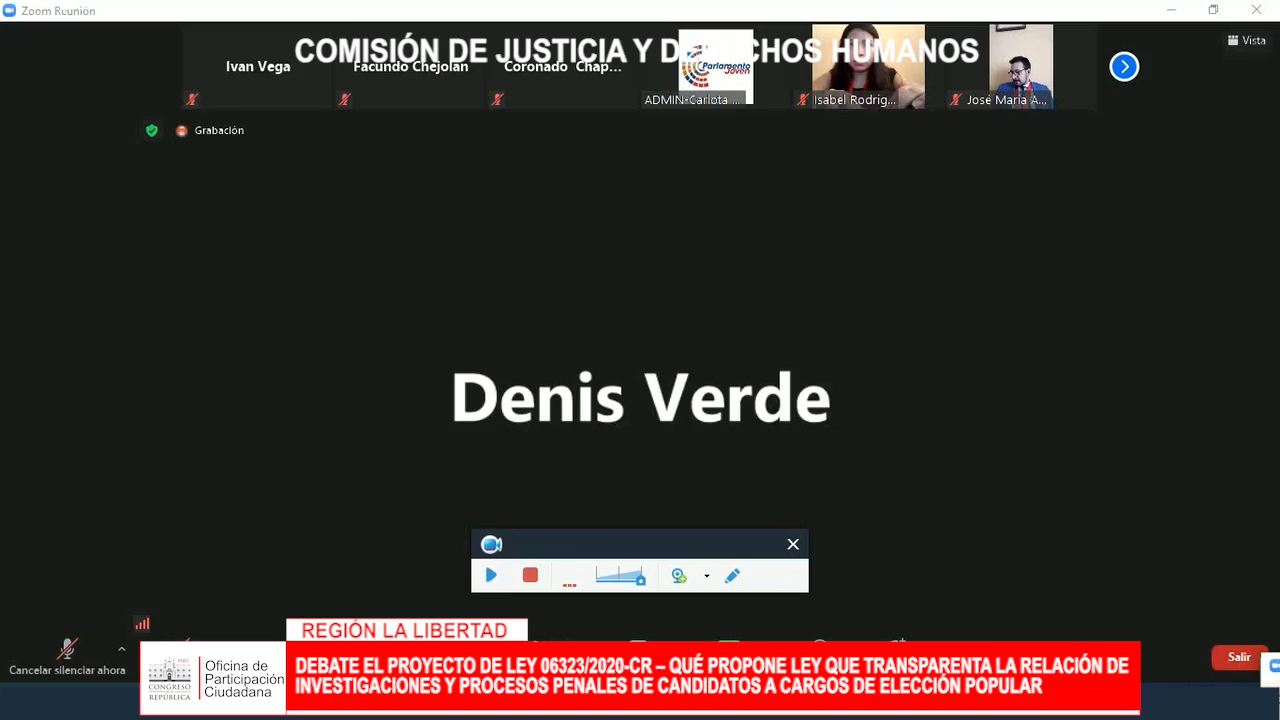 Zoom Reunión
COMISIÓN DE JUSTICIA Y DERECHOS HUMANOS
Vista
Ivan Vega
Facundo Chejolan
Coronado Chap...
Parlamento
Joven
ADMIN-Carlota ...
Isabel Rodrig...
José María A...
Grabación
Denis Verde
REGIÓN LA LIBERTAD
Cancelar silenciar ahora
Salir
PERÚ
CONGRESO
REPÚBLICA
Oficina de
Participación
Ciudadana
DEBATE EL PROYECTO DE LEY 06323/2020-CR – QUÉ PROPONE LEY QUE TRANSPARENTA LA RELACIÓN DE
INVESTIGACIONES Y PROCESOS PENALES DE CANDIDATOS A CARGOS DE ELECCIÓN POPULAR